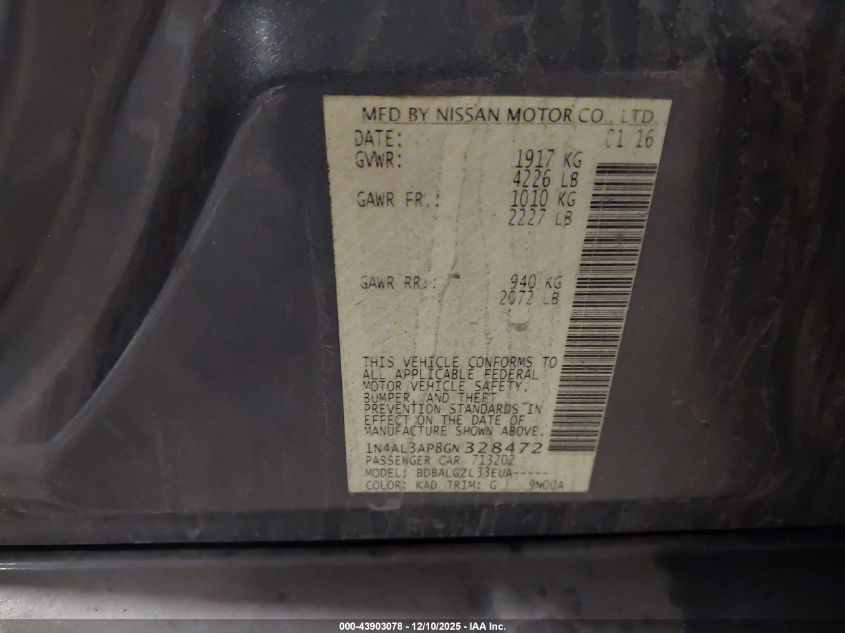 MFD BY NISSAN MOTOR CO., LTD.
DATE: 01/16
GVWR: 1917 KG
4226 LB
GAWR FR.: 1010 KG
2227 LB
GAWR RR.: 940 KG
2072 LB
THIS VEHICLE CONFORMS TO
ALL APPLICABLE FEDERAL
MOTOR VEHICLE SAFETY,
BUMPER, AND THEFT
PREVENTION STANDARDS IN
EFFECT ON THE DATE OF
MANUFACTURE SHOWN ABOVE.
1N4AL3AP8GN328472
PASSENGER CAR 713202
MODEL: BDBALGZL33EUA-----
COLOR: KAD TRIM: G 9N00A
000-43903078 - 12/10/2025 - IAA Inc.